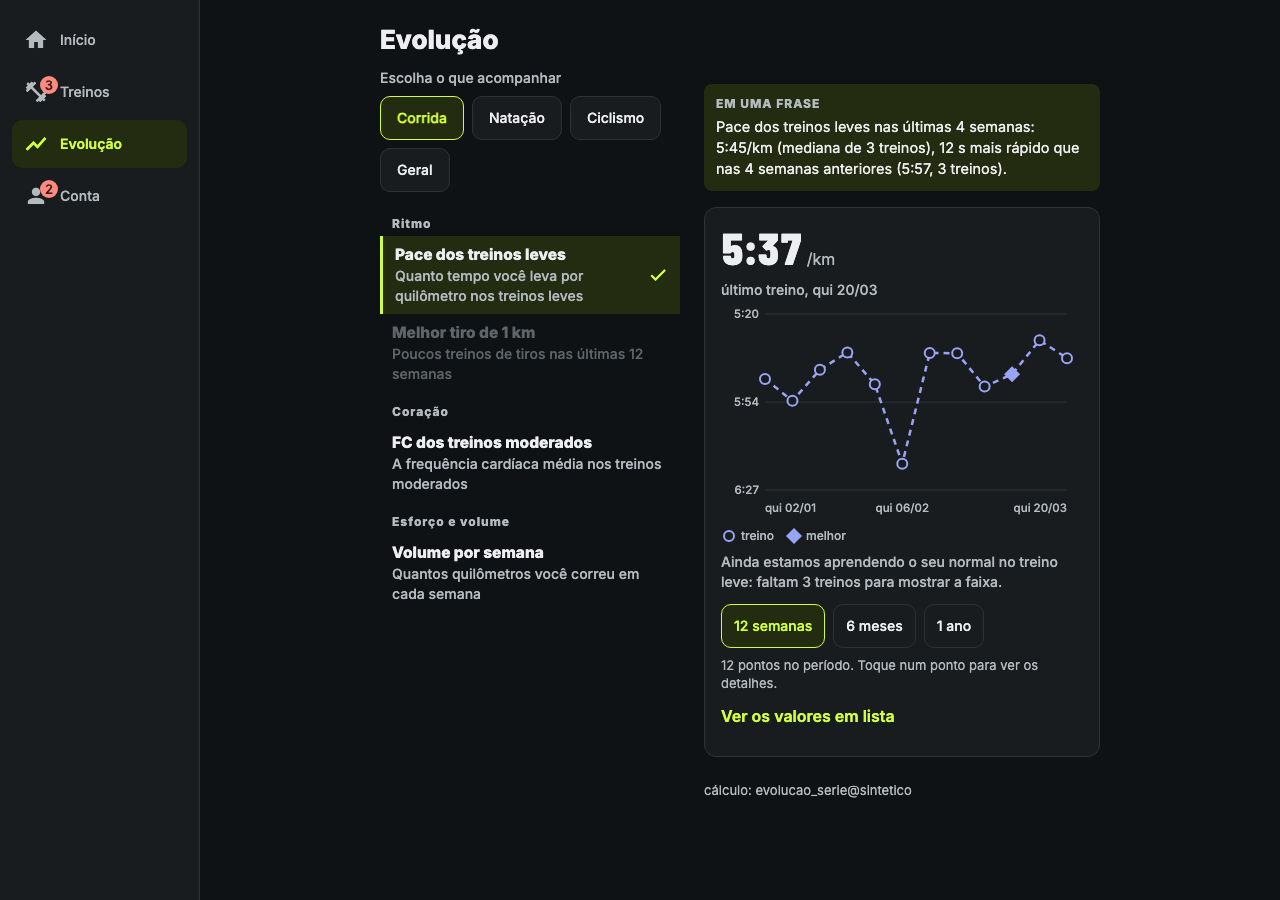 Início
3
Treinos
Evolução
2
Conta
Evolução
Escolha o que acompanhar
Corrida
Natação
Ciclismo
Geral
Ritmo
Pace dos treinos leves
Quanto tempo você leva por
quilômetro nos treinos leves
Melhor tiro de 1 km
Poucos treinos de tiros nas últimas 12
semanas
Coração
FC dos treinos moderados
A frequência cardíaca média nos treinos
moderados
Esforço e volume
Volume por semana
Quantos quilômetros você correu em
cada semana
EM UMA FRASE
Pace dos treinos leves nas últimas 4 semanas:
5:45/km (mediana de 3 treinos), 12 s mais rápido que
nas 4 semanas anteriores (5:57, 3 treinos).
5:37 /km
último treino, qui 20/03
5:20
5:54
6:27
qui 02/01 qui 06/02 qui 20/03
treino melhor
Ainda estamos aprendendo o seu normal no treino
leve: faltam 3 treinos para mostrar a faixa.
12 semanas
6 meses
1 ano
12 pontos no período. Toque num ponto para ver os
detalhes.
Ver os valores em lista
cálculo: evolucao_serie@sintetico